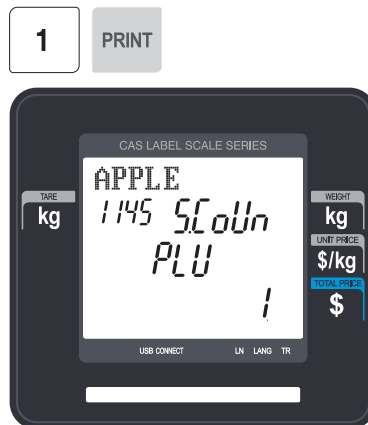 1 PRINT
CAS LABEL SCALE SERIES
APPLE
TARE
kg
1145 S.CoUn
PLU
1
WEIGHT
kg
UNIT PRICE
$/kg
TOTAL PRICE
$
USB CONNECT LN LANG TR